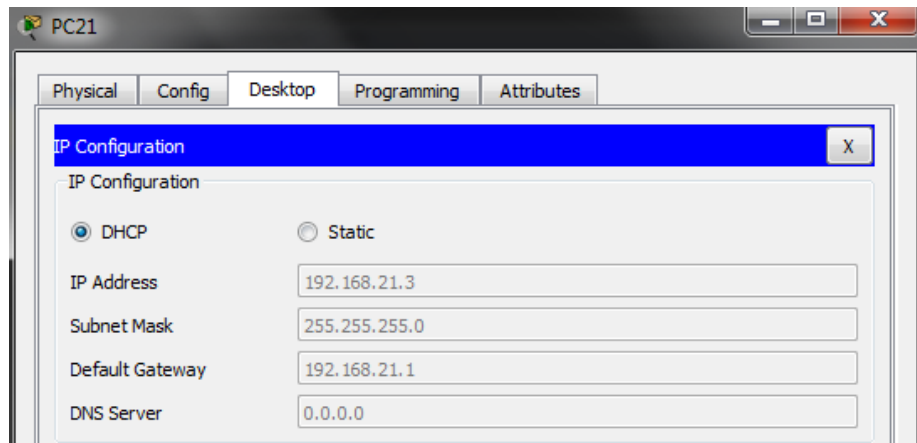 PC21
Physical Config Desktop Programming Attributes
IP Configuration X
IP Configuration
DHCP Static
IP Address 192.168.21.3
Subnet Mask 255.255.255.0
Default Gateway 192.168.21.1
DNS Server 0.0.0.0